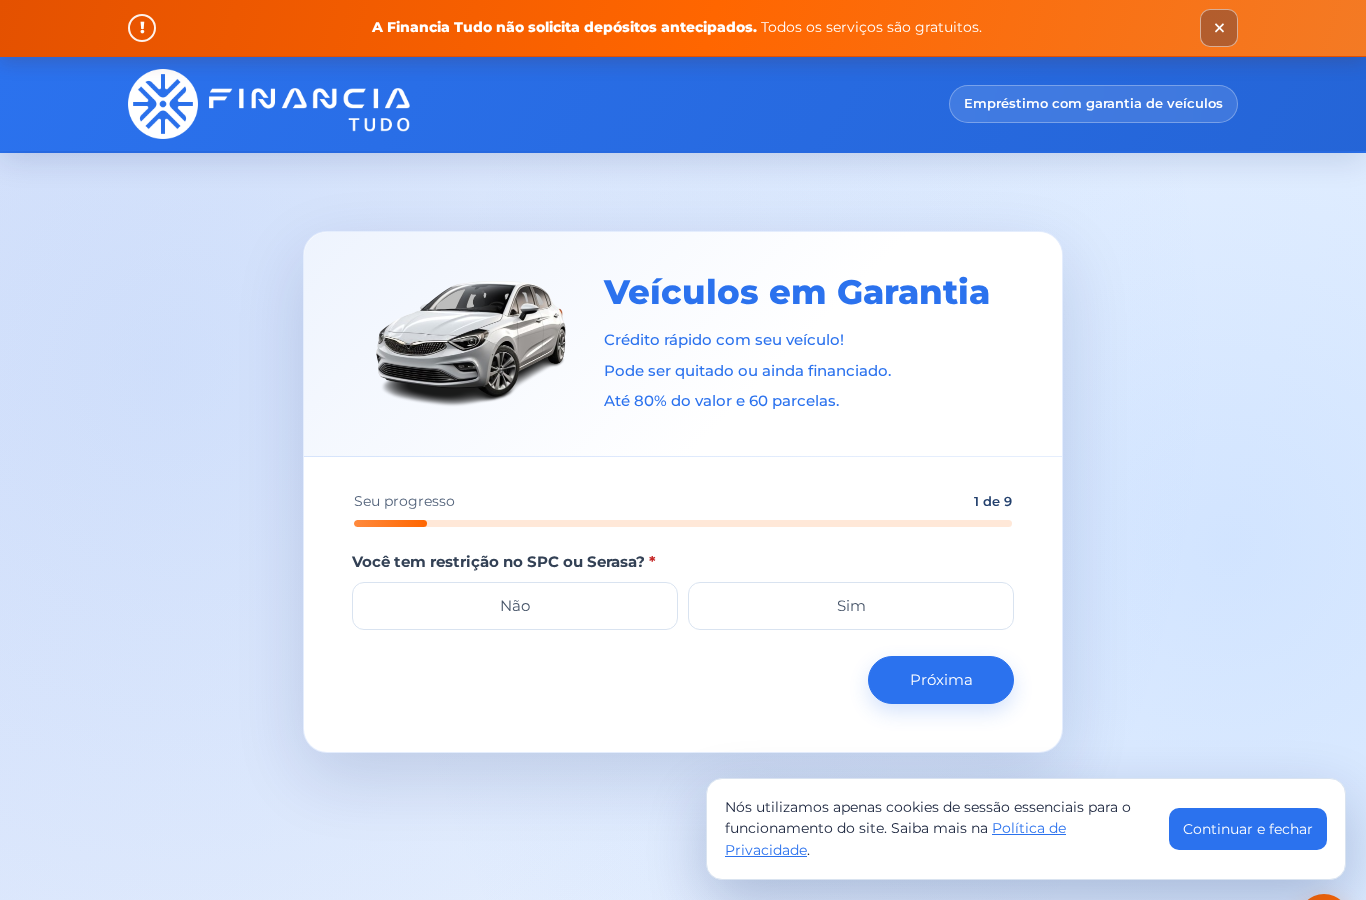 A Financia Tudo não solicita depósitos antecipados. Todos os serviços são gratuitos.
FINANCIA
TUDO
Empréstimo com garantia de veículos
Veículos em Garantia
Crédito rápido com seu veículo!
Pode ser quitado ou ainda financiado.
Até 80% do valor e 60 parcelas.
Seu progresso
1 de 9
Você tem restrição no SPC ou Serasa? *
Não
Sim
Próxima
Nós utilizamos apenas cookies de sessão essenciais para o
funcionamento do site. Saiba mais na Política de
Privacidade.
Continuar e fechar